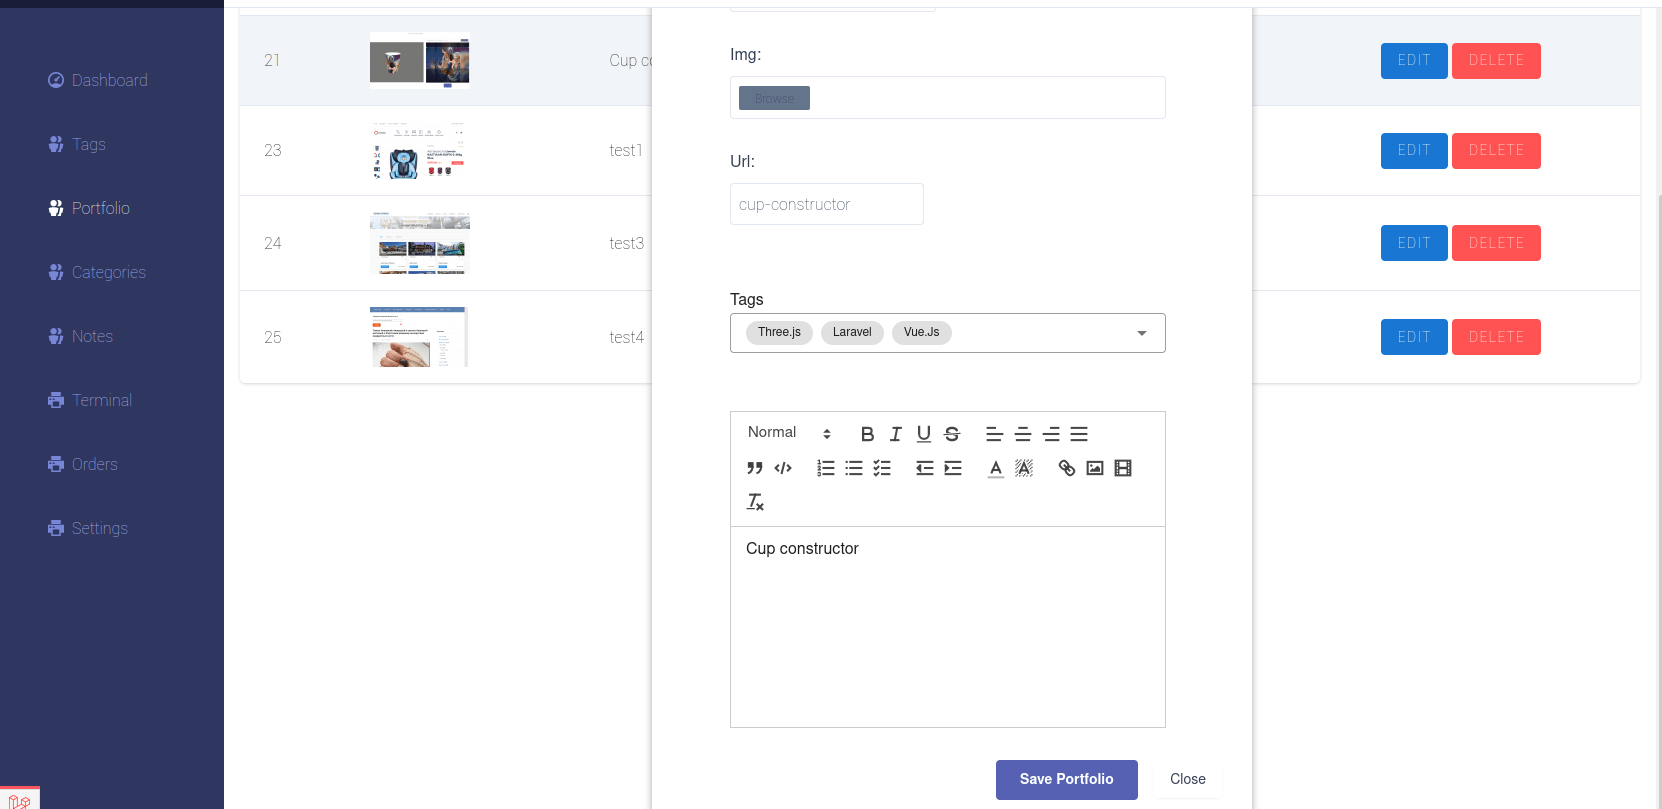 Dashboard
Tags
Portfolio
Categories
Notes
Terminal
Orders
Settings
21
Cup co
EDIT
DELETE
23
test1
EDIT
DELETE
24
test3
EDIT
DELETE
25
test4
EDIT
DELETE
Img:
Browse
Url:
cup-constructor
Tags
Three.js Laravel Vue.Js
Normal
Cup constructor
Save Portfolio
Close